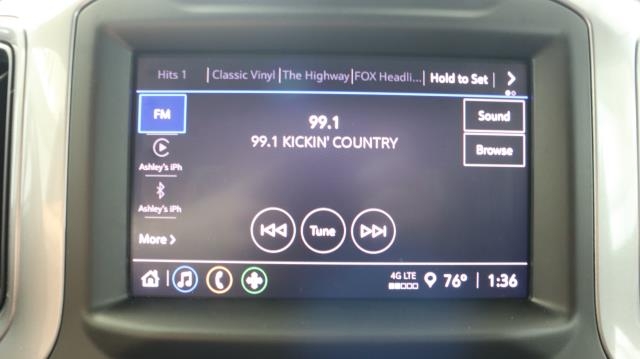 Hits 1 Classic Vinyl The Highway FOX Headli... Hold to Set
FM
99.1
Sound
99.1 KICKIN' COUNTRY
Browse
Ashley's iPh
Ashley's iPh
More
Tune
4G LTE
76° 1:36